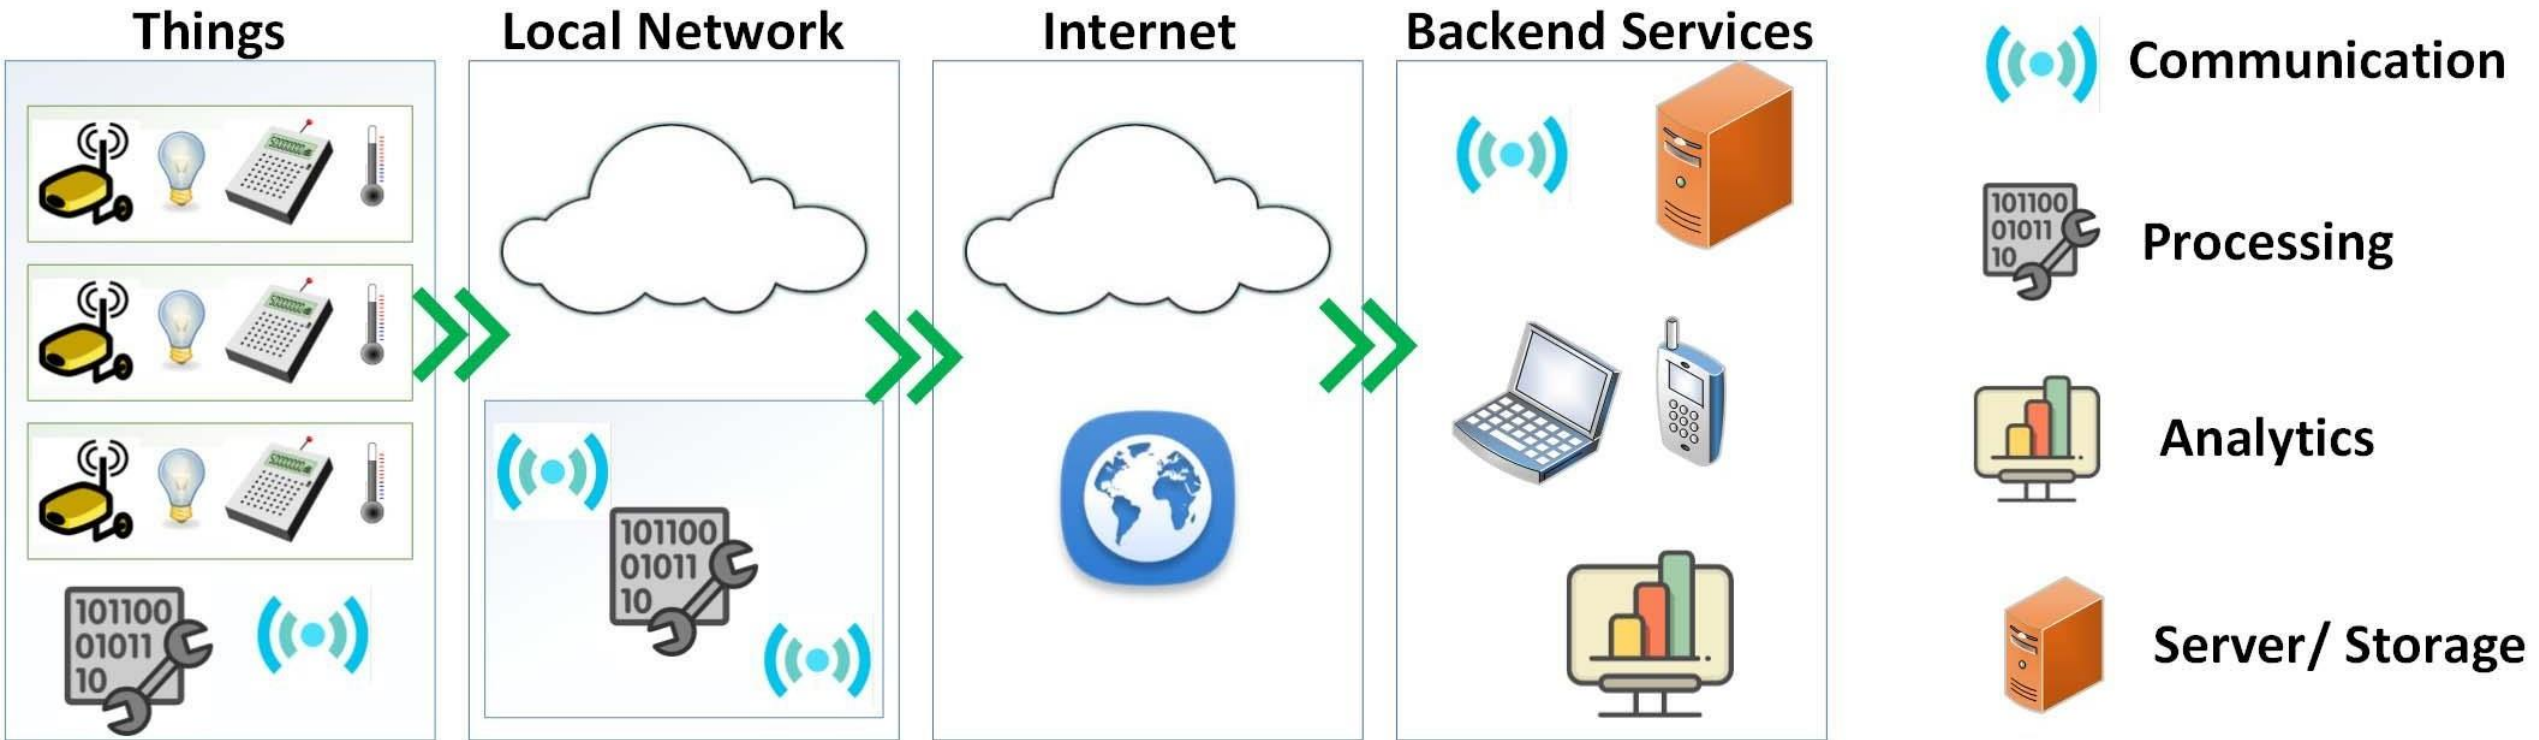 Things
Local Network
Internet
Backend Services
101100
01011
10
101100
01011
10
Communication
101100
01011
10
Processing
Analytics
Server/ Storage